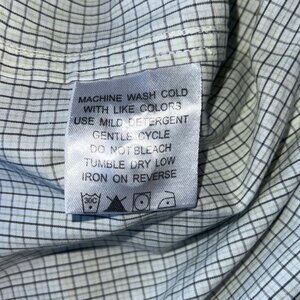 MACHINE WASH COLD
WITH LIKE COLORS
USE MILD DETERGENT
GENTLE CYCLE
DO NOT BLEACH
TUMBLE DRY LOW
IRON ON REVERSE
30C